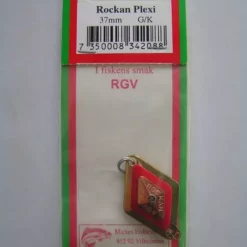 Rockan Plexi
37mm G/K
7 350008 342088
I fiskens smak
RGV